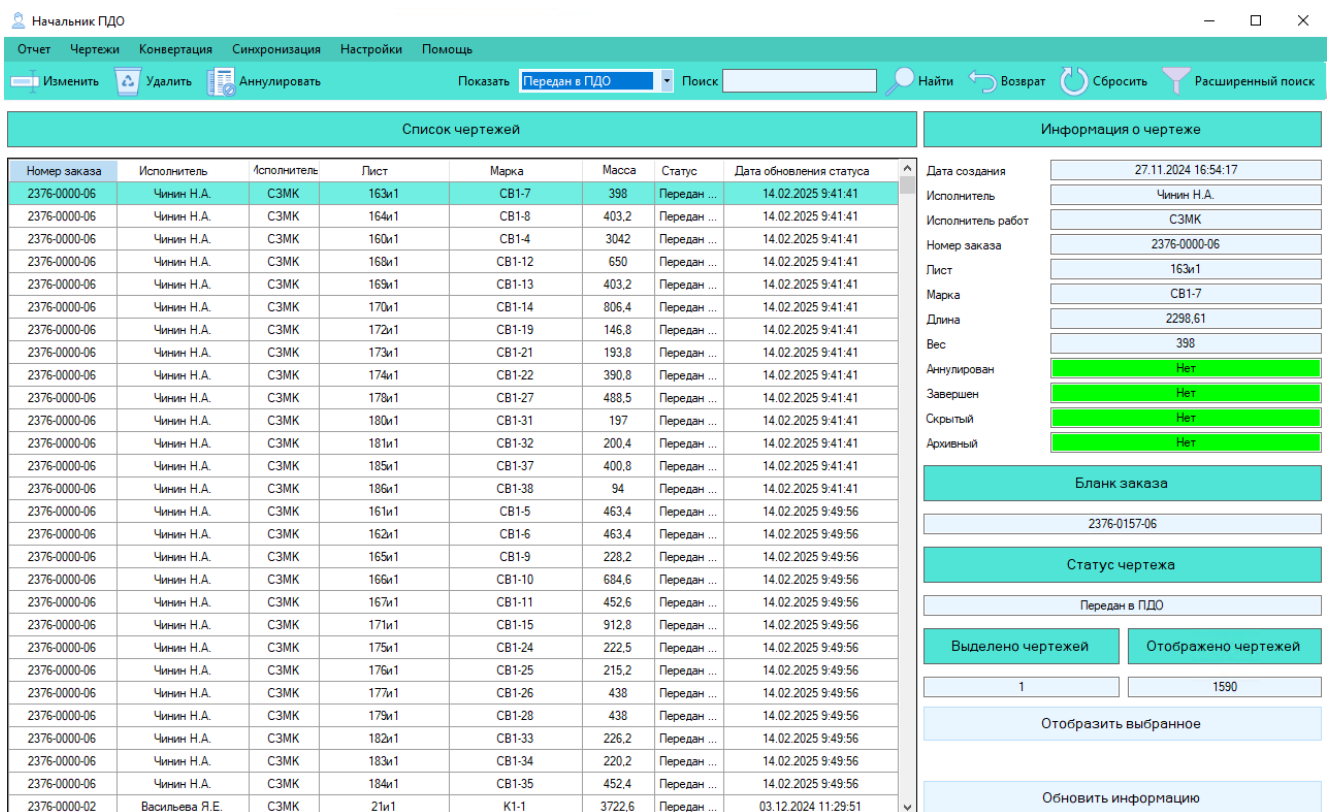 Начальник ПДО
Отчет Чертежи Конвертация Синхронизация Настройки Помощь
Изменить Удалить Аннулировать Показать Передан в ПДО Поиск Найти Возврат Сбросить Расширенный поиск
Список чертежей
Номер заказа Исполнитель Исполнитель Лист Марка Масса Статус Дата обновления статуса
2376-0000-06 Чинин Н.А. СЗМК 163и1 СВ1-7 398 Передан ... 14.02.2025 9:41:41
2376-0000-06 Чинин Н.А. СЗМК 164и1 СВ1-8 403,2 Передан ... 14.02.2025 9:41:41
2376-0000-06 Чинин Н.А. СЗМК 160и1 СВ1-4 3042 Передан ... 14.02.2025 9:41:41
2376-0000-06 Чинин Н.А. СЗМК 168и1 СВ1-12 650 Передан ... 14.02.2025 9:41:41
2376-0000-06 Чинин Н.А. СЗМК 169и1 СВ1-13 403,2 Передан ... 14.02.2025 9:41:41
2376-0000-06 Чинин Н.А. СЗМК 170и1 СВ1-14 806,4 Передан ... 14.02.2025 9:41:41
2376-0000-06 Чинин Н.А. СЗМК 172и1 СВ1-19 146,8 Передан ... 14.02.2025 9:41:41
2376-0000-06 Чинин Н.А. СЗМК 173и1 СВ1-21 193,8 Передан ... 14.02.2025 9:41:41
2376-0000-06 Чинин Н.А. СЗМК 174и1 СВ1-22 390,8 Передан ... 14.02.2025 9:41:41
2376-0000-06 Чинин Н.А. СЗМК 178и1 СВ1-27 488,5 Передан ... 14.02.2025 9:41:41
2376-0000-06 Чинин Н.А. СЗМК 180и1 СВ1-31 197 Передан ... 14.02.2025 9:41:41
2376-0000-06 Чинин Н.А. СЗМК 181и1 СВ1-32 200,4 Передан ... 14.02.2025 9:41:41
2376-0000-06 Чинин Н.А. СЗМК 185и1 СВ1-37 400,8 Передан ... 14.02.2025 9:41:41
2376-0000-06 Чинин Н.А. СЗМК 186и1 СВ1-38 94 Передан ... 14.02.2025 9:41:41
2376-0000-06 Чинин Н.А. СЗМК 161и1 СВ1-5 463,4 Передан ... 14.02.2025 9:49:56
2376-0000-06 Чинин Н.А. СЗМК 162и1 СВ1-6 463,4 Передан ... 14.02.2025 9:49:56
2376-0000-06 Чинин Н.А. СЗМК 165и1 СВ1-9 228,2 Передан ... 14.02.2025 9:49:56
2376-0000-06 Чинин Н.А. СЗМК 166и1 СВ1-10 684,6 Передан ... 14.02.2025 9:49:56
2376-0000-06 Чинин Н.А. СЗМК 167и1 СВ1-11 452,6 Передан ... 14.02.2025 9:49:56
2376-0000-06 Чинин Н.А. СЗМК 171и1 СВ1-15 912,8 Передан ... 14.02.2025 9:49:56
2376-0000-06 Чинин Н.А. СЗМК 175и1 СВ1-24 222,5 Передан ... 14.02.2025 9:49:56
2376-0000-06 Чинин Н.А. СЗМК 176и1 СВ1-25 215,2 Передан ... 14.02.2025 9:49:56
2376-0000-06 Чинин Н.А. СЗМК 177и1 СВ1-26 438 Передан ... 14.02.2025 9:49:56
2376-0000-06 Чинин Н.А. СЗМК 179и1 СВ1-28 438 Передан ... 14.02.2025 9:49:56
2376-0000-06 Чинин Н.А. СЗМК 182и1 СВ1-33 226,2 Передан ... 14.02.2025 9:49:56
2376-0000-06 Чинин Н.А. СЗМК 183и1 СВ1-34 220,2 Передан ... 14.02.2025 9:49:56
2376-0000-06 Чинин Н.А. СЗМК 184и1 СВ1-35 452,4 Передан ... 14.02.2025 9:49:56
2376-0000-02 Васильева Я.Е. СЗМК 21и1 К1-1 3722,6 Передан ... 03.12.2024 11:29:51
Информация о чертеже
Дата создания 27.11.2024 16:54:17
Исполнитель Чинин Н.А.
Исполнитель работ СЗМК
Номер заказа 2376-0000-06
Лист 163и1
Марка СВ1-7
Длина 2298,61
Вес 398
Аннулирован Нет
Завершен Нет
Скрытый Нет
Архивный Нет
Бланк заказа
2376-0157-06
Статус чертежа
Передан в ПДО
Выделено чертежей Отображено чертежей
1 1590
Отобразить выбранное
Обновить информацию